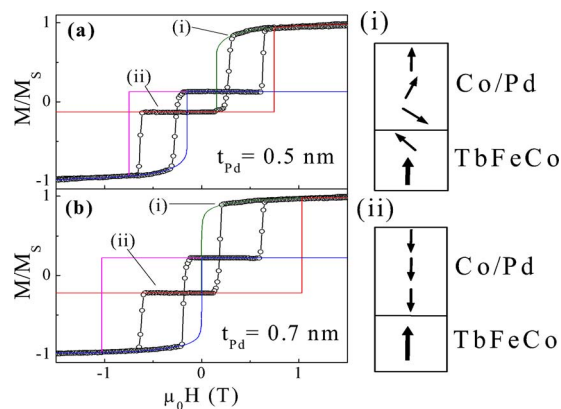 1
(a)
(i)
M/M_S
0
(ii)
t_Pd = 0.5 nm
-1
1
(b)
(i)
M/M_S
0
(ii)
t_Pd = 0.7 nm
-1
-1 0 1
μ₀H (T)
(i)
Co/Pd
TbFeCo
(ii)
Co/Pd
TbFeCo